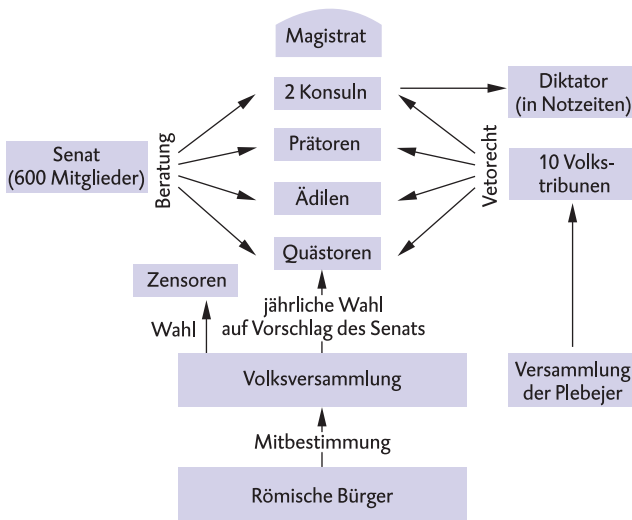 Magistrat
2 Konsuln
Diktator
(in Notzeiten)
Senat
(600 Mitglieder)
Beratung
Prätoren
Vetorecht
10 Volks-
tribunen
Ädilen
Quästoren
Zensoren
Wahl
jährliche Wahl
auf Vorschlag des Senats
Volksversammlung
Versammlung
der Plebejer
Mitbestimmung
Römische Bürger